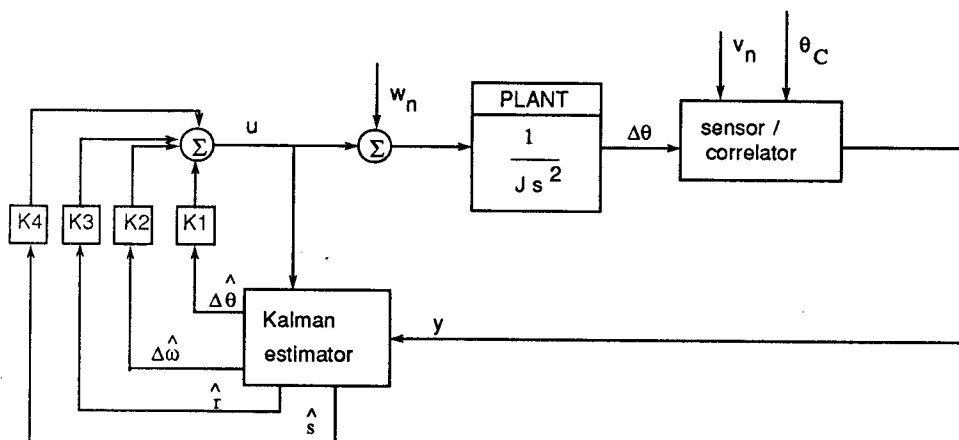 v_n
θ_C
w_n
u
PLANT
1
J s^2
Δθ
sensor /
correlator
Σ
Σ
K4
K3
K2
K1
Δθ̂
Kalman
estimator
y
Δω̂
r̂
ŝ